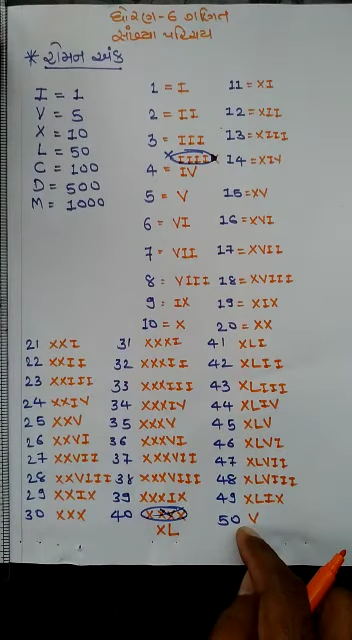 ધોરણ-6 ગણિત
સંખ્યા પરિચય
* રોમન અંક
I = 1
V = 5
X = 10
L = 50
C = 100
D = 500
M = 1000
1 = I
2 = II
3 = III
x IIII
4 = IV
5 = V
6 = VI
7 = VII
8 = VIII
9 = IX
10 = X
11 = XI
12 = XII
13 = XIII
14 = XIV
15 = XV
16 = XVI
17 = XVII
18 = XVIII
19 = XIX
20 = XX
21 XXI
22 XXII
23 XXIII
24 XXIV
25 XXV
26 XXVI
27 XXVII
28 XXVIII
29 XXIX
30 XXX
31 XXXI
32 XXXII
33 XXXIII
34 XXXIV
35 XXXV
36 XXXVI
37 XXXVII
38 XXXVIII
39 XXXIX
40 XXXX
XL
41 XLI
42 XLII
43 XLIII
44 XLIV
45 XLV
46 XLVI
47 XLVII
48 XLVIII
49 XLIX
50 V